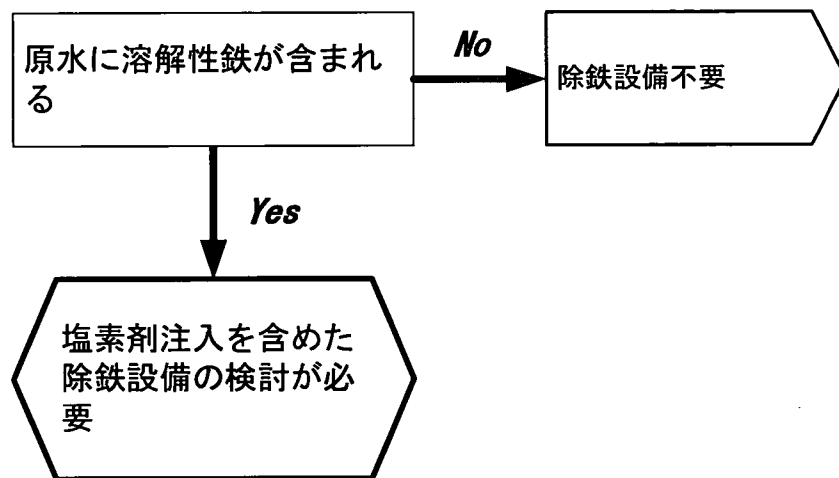 原水に溶解性鉄が含まれ
る
No
除鉄設備不要
Yes
塩素剤注入を含めた
除鉄設備の検討が必
要